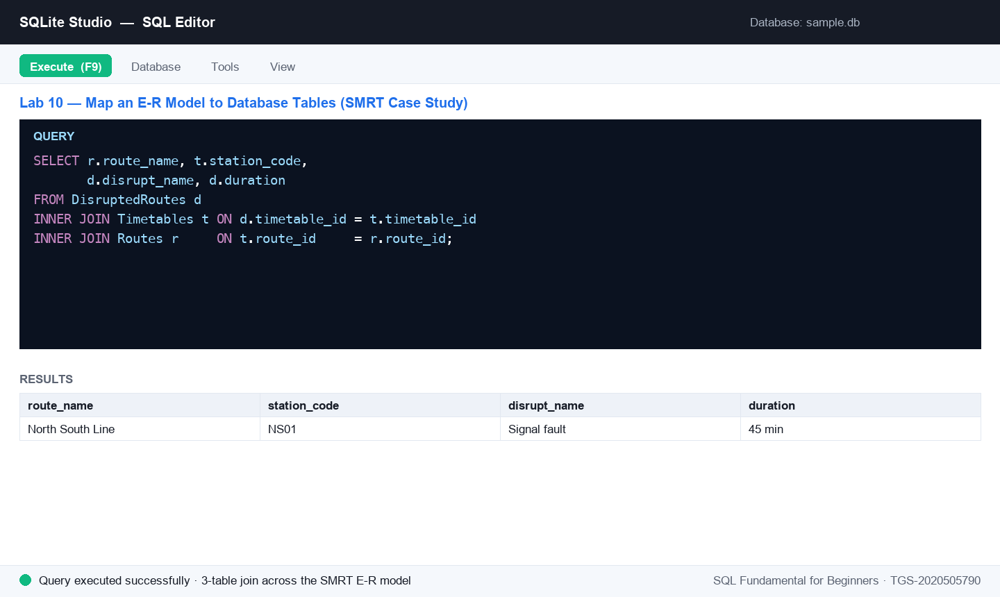 SQLite Studio — SQL Editor
Database: sample.db
Execute (F9) Database Tools View
Lab 10 — Map an E-R Model to Database Tables (SMRT Case Study)
QUERY
SELECT r.route_name, t.station_code,
       d.disrupt_name, d.duration
FROM DisruptedRoutes d
INNER JOIN Timetables t ON d.timetable_id = t.timetable_id
INNER JOIN Routes r     ON t.route_id     = r.route_id;
RESULTS
route_name station_code disrupt_name duration
North South Line NS01 Signal fault 45 min
Query executed successfully · 3-table join across the SMRT E-R model
SQL Fundamental for Beginners · TGS-2020505790